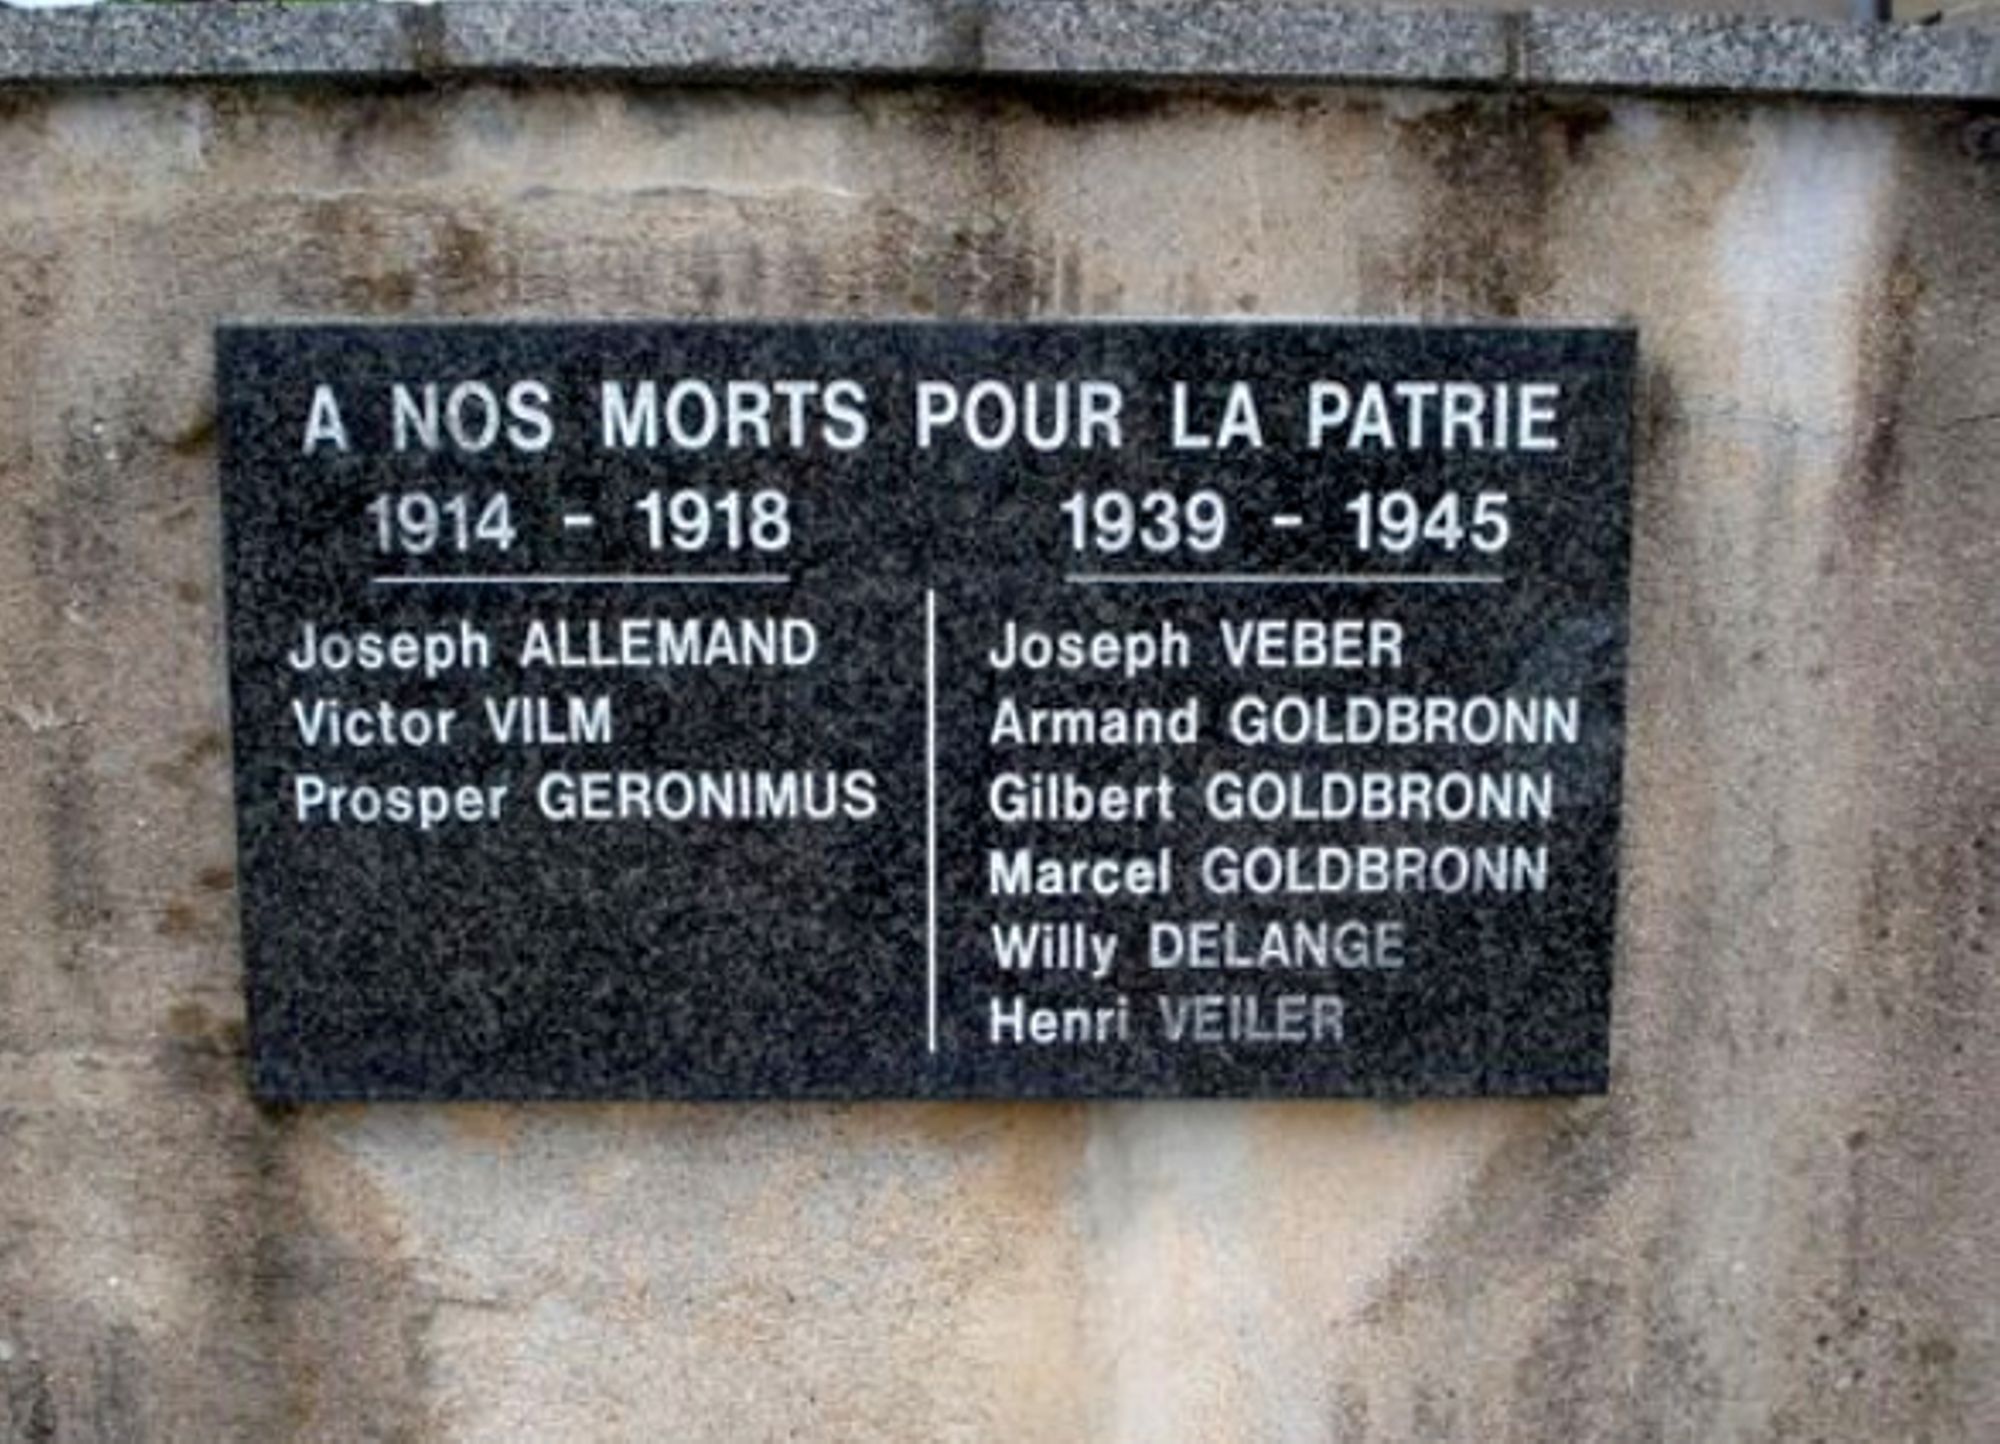 A NOS MORTS POUR LA PATRIE
1914 - 1918
Joseph ALLEMAND
Victor VILM
Prosper GERONIMUS
1939 - 1945
Joseph VEBER
Armand GOLDBRONN
Gilbert GOLDBRONN
Marcel GOLDBRONN
Willy DELANGE
Henri VEILER